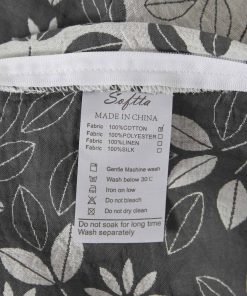 Softta
MADE IN CHINA
Fabric 100%COTTON
Fabric 100%POLYESTER
Fabric 100%LINEN
Fabric 100%SILK
Gentle Machine wash
Wash below 30℃
Iron on low
Do not bleach
Do not dry clean
Do not soak for long time
Wash separately